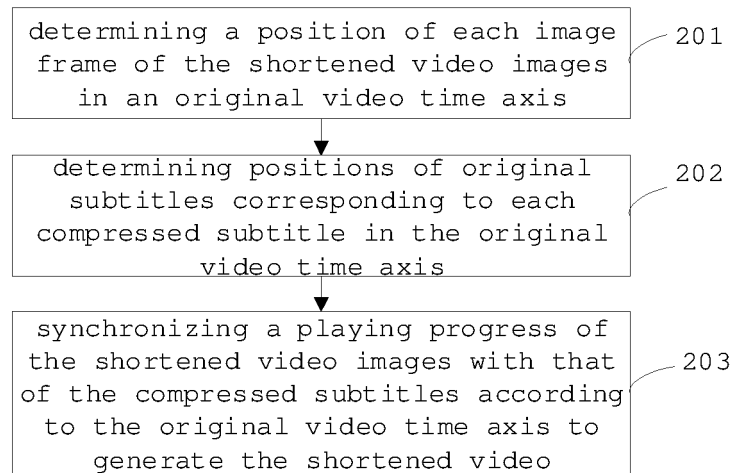 determining a position of each image
frame of the shortened video images
in an original video time axis
201
determining positions of original
subtitles corresponding to each
compressed subtitle in the original
video time axis
202
synchronizing a playing progress of
the shortened video images with that
of the compressed subtitles according
to the original video time axis to
generate the shortened video
203